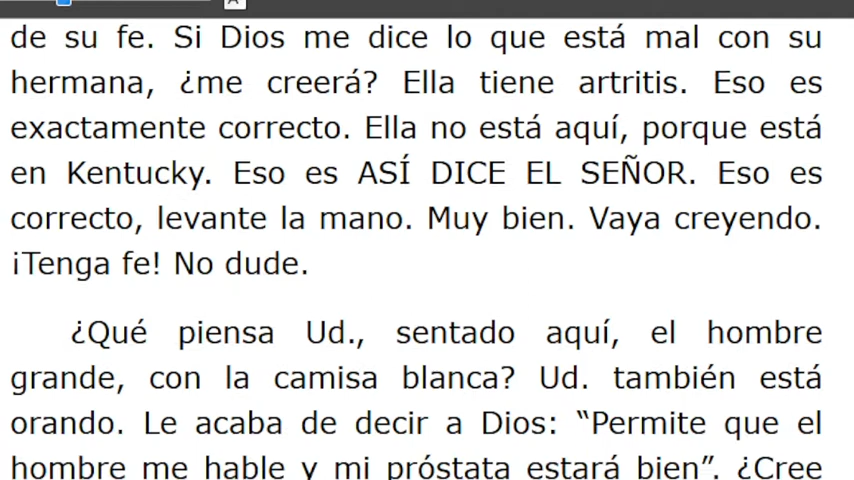 de su fe. Si Dios me dice lo que está mal con su
hermana, ¿me creerá? Ella tiene artritis. Eso es
exactamente correcto. Ella no está aquí, porque está
en Kentucky. Eso es ASÍ DICE EL SEÑOR. Eso es
correcto, levante la mano. Muy bien. Vaya creyendo.
¡Tenga fe! No dude.
¿Qué piensa Ud., sentado aquí, el hombre
grande, con la camisa blanca? Ud. también está
orando. Le acaba de decir a Dios: “Permite que el
hombre me hable y mi próstata estará bien”. ¿Cree